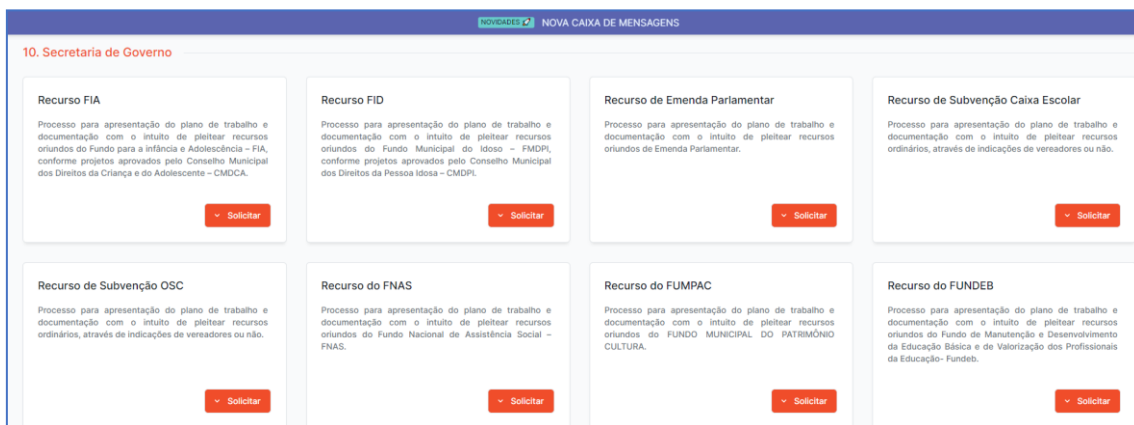 NOVIDADES NOVA CAIXA DE MENSAGENS
10. Secretaria de Governo
Recurso FIA
Processo para apresentação do plano de trabalho e
documentação com o intuito de pleitear recursos
oriundos do Fundo para a infância e Adolescência – FIA,
conforme projetos aprovados pelo Conselho Municipal
dos Direitos da Criança e do Adolescente – CMDCA.
Solicitar
Recurso FID
Processo para apresentação do plano de trabalho e
documentação com o intuito de pleitear recursos
oriundos do Fundo Municipal do Idoso – FMDPI,
conforme projetos aprovados pelo Conselho Municipal
dos Direitos da Pessoa Idosa – CMDPI.
Solicitar
Recurso de Emenda Parlamentar
Processo para apresentação do plano de trabalho e
documentação com o intuito de pleitear recursos
oriundos de Emenda Parlamentar.
Solicitar
Recurso de Subvenção Caixa Escolar
Processo para apresentação do plano de trabalho e
documentação com o intuito de pleitear recursos
ordinários, através de indicações de vereadores ou não.
Solicitar
Recurso de Subvenção OSC
Processo para apresentação do plano de trabalho e
documentação com o intuito de pleitear recursos
ordinários, através de indicações de vereadores ou não.
Solicitar
Recurso do FNAS
Processo para apresentação do plano de trabalho e
documentação com o intuito de pleitear recursos
oriundos do Fundo Nacional de Assistência Social –
FNAS.
Solicitar
Recurso do FUMPAC
Processo para apresentação do plano de trabalho e
documentação com o intuito de pleitear recursos
oriundos do FUNDO MUNICIPAL DO PATRIMÔNIO
CULTURA.
Solicitar
Recurso do FUNDEB
Processo para apresentação do plano de trabalho e
documentação com o intuito de pleitear recursos
oriundos do Fundo de Manutenção e Desenvolvimento
da Educação Básica e de Valorização dos Profissionais
da Educação- Fundeb.
Solicitar